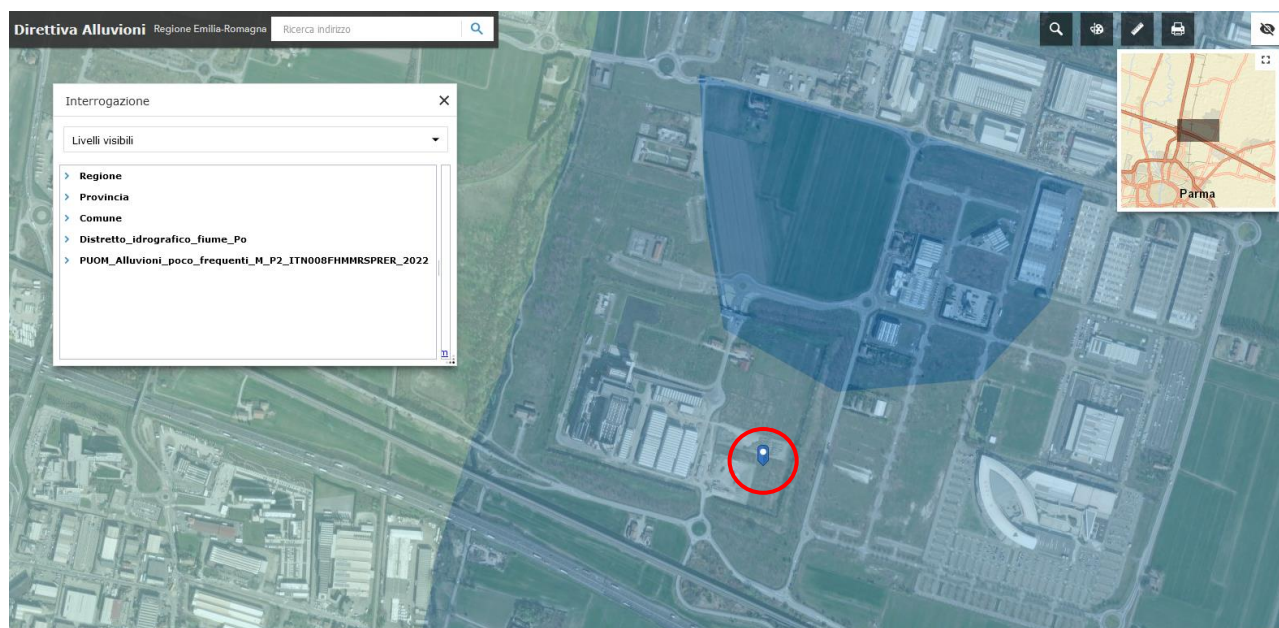 Direttiva Alluvioni Regione Emilia-Romagna Ricerca indirizzo
Interrogazione
Livelli visibili
Regione
Provincia
Comune
Distretto_idrografico_fiume_Po
PUOM_Alluvioni_poco_frequenti_M_P2_ITN008FHMMRSPRER_2022
m
Parma